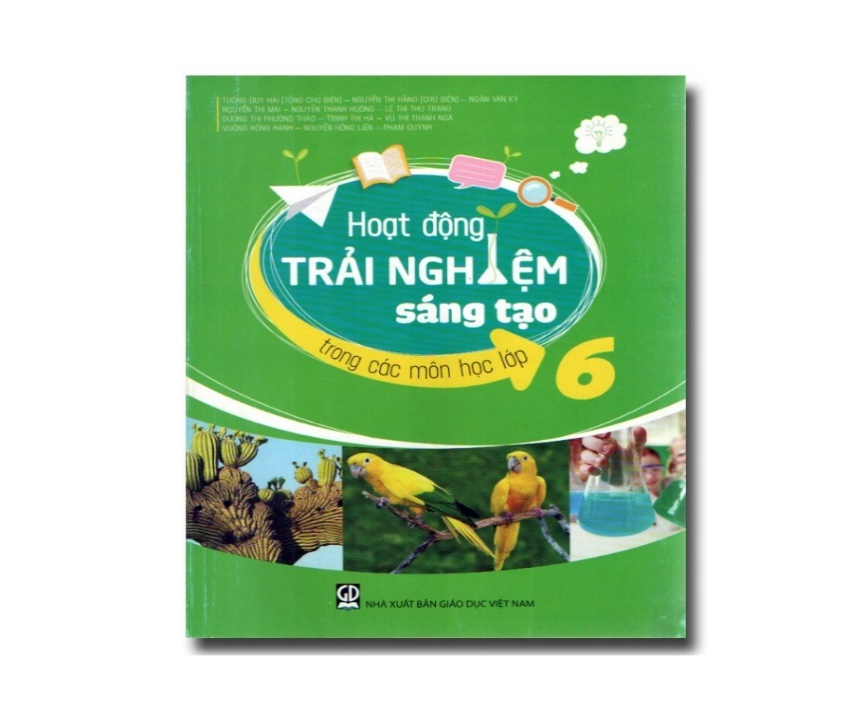 TƯỞNG DUY HẢI (TỔNG CHỦ BIÊN) – NGUYỄN THỊ HẰNG (CHỦ BIÊN) – NGÂN VĂN KỲ
NGUYỄN THỊ MAI – NGUYỄN THANH HƯƠNG – LÊ THỊ THU TRANG
DƯƠNG THỊ PHƯƠNG THẢO – TRỊNH THỊ HÀ – VŨ THỊ THANH NGA
VƯƠNG HỒNG HẠNH – NGUYỄN HỒNG LIÊN – PHẠM QUỲNH
Hoạt động
TRẢI NGHIỆM
sáng tạo
trong các môn học lớp 6
GD
NHÀ XUẤT BẢN GIÁO DỤC VIỆT NAM